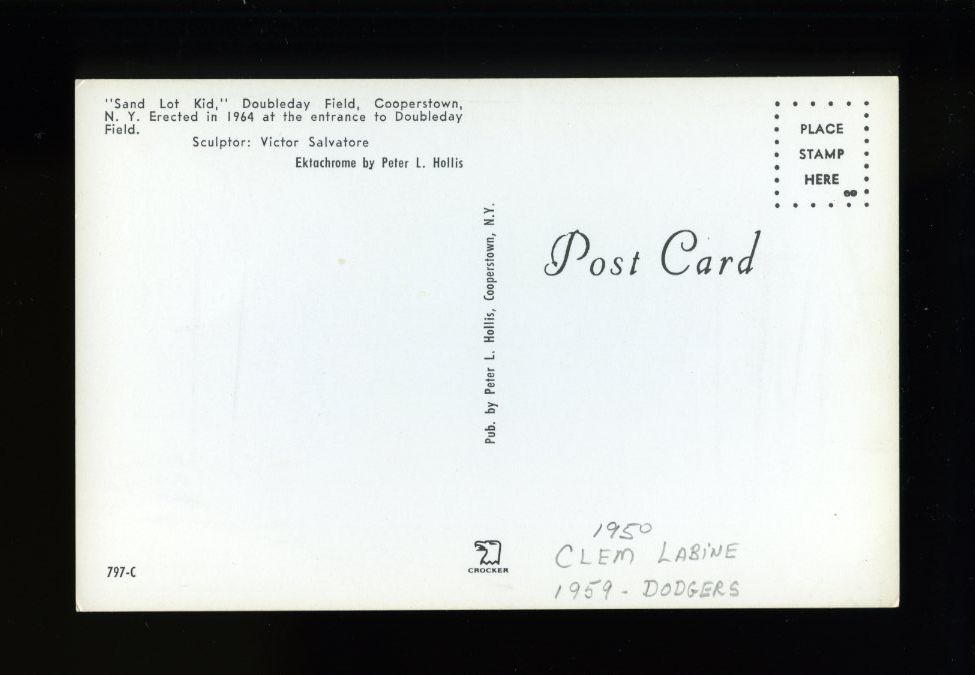 "Sand Lot Kid," Doubleday Field, Cooperstown,
N. Y. Erected in 1964 at the entrance to Doubleday
Field.
Sculptor: Victor Salvatore
Ektachrome by Peter L. Hollis
PLACE
STAMP
HERE
Post Card
Pub. by Peter L. Hollis, Cooperstown, N.Y.
797-C
CROCKER
1950
CLEM LABINE
1959 - DODGERS